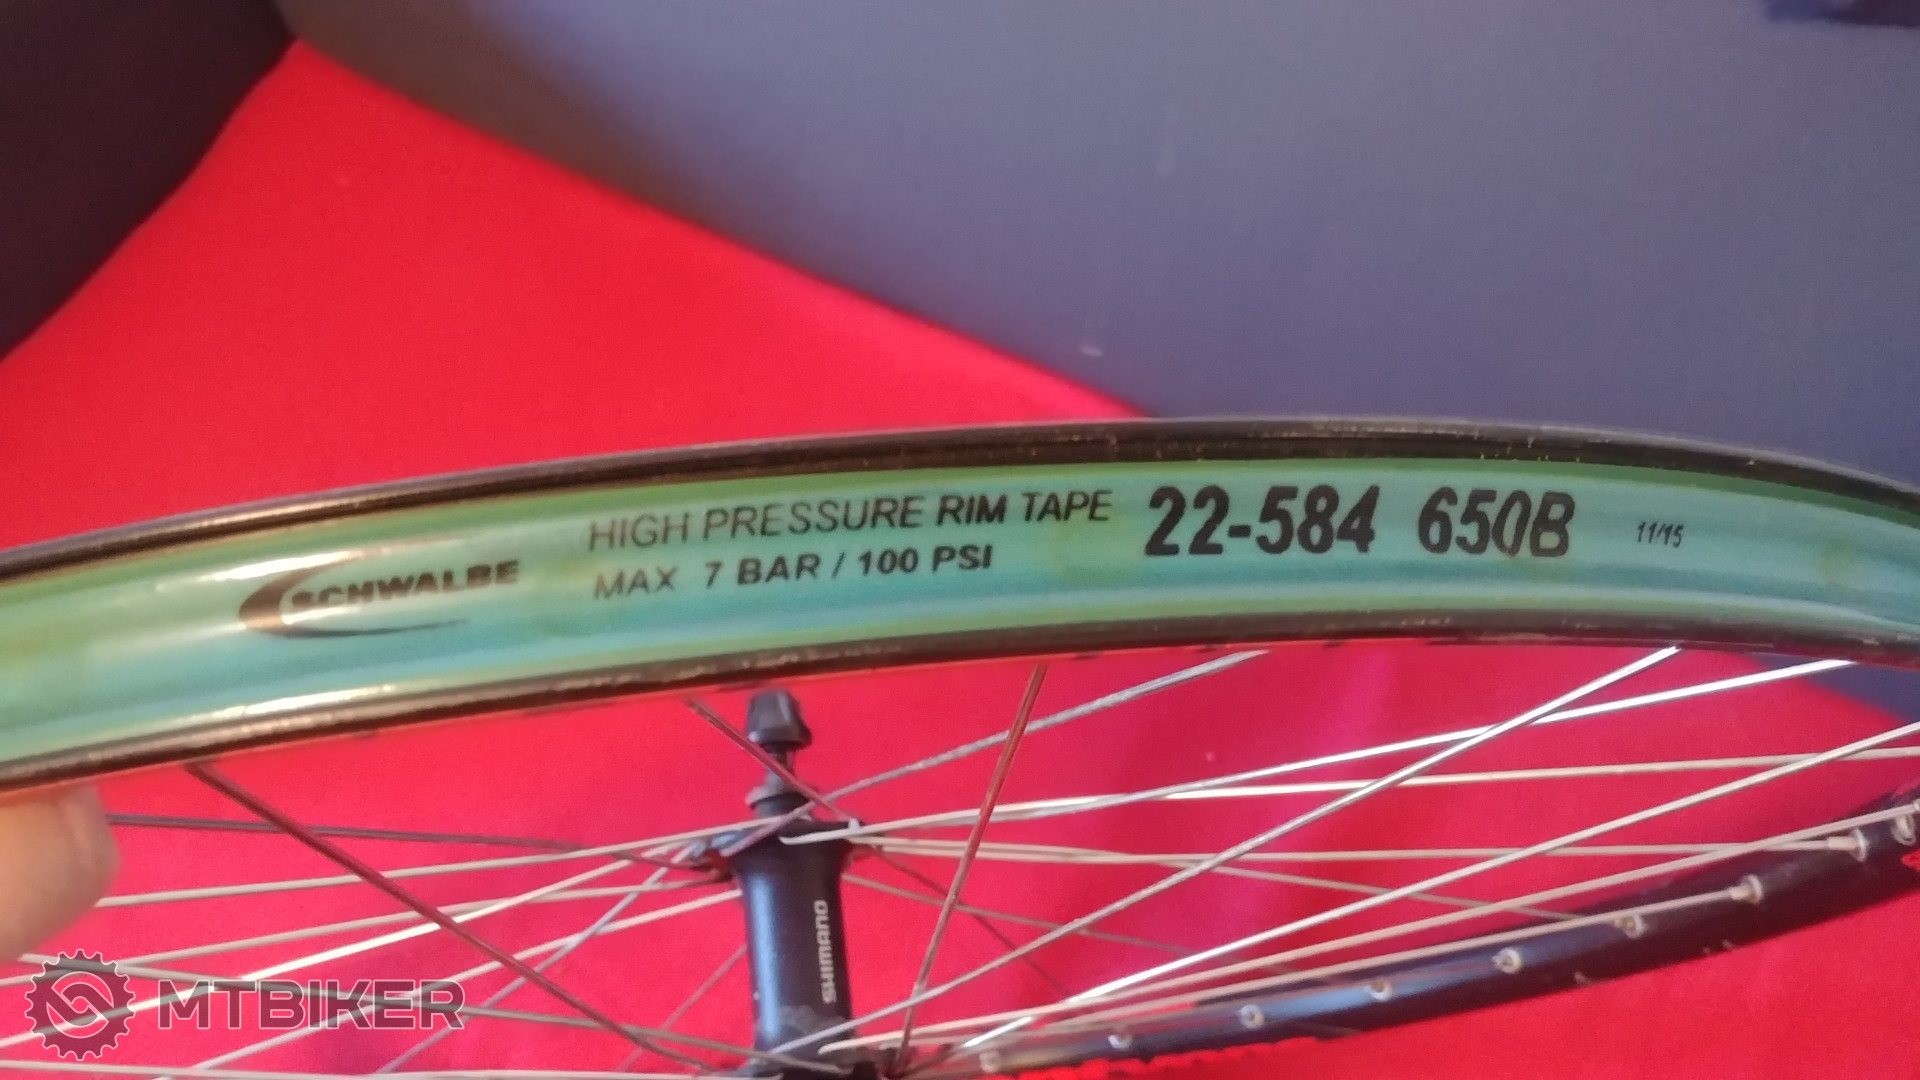 SCHWALBE
HIGH PRESSURE RIM TAPE
MAX 7 BAR / 100 PSI
22-584 650B
11/15
SHIMANO
MTBIKER